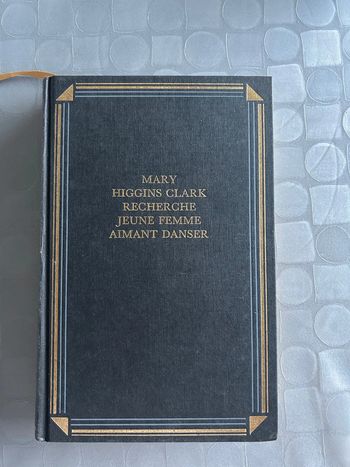 MARY
HIGGINS CLARK
RECHERCHE
JEUNE FEMME
AIMANT DANSER